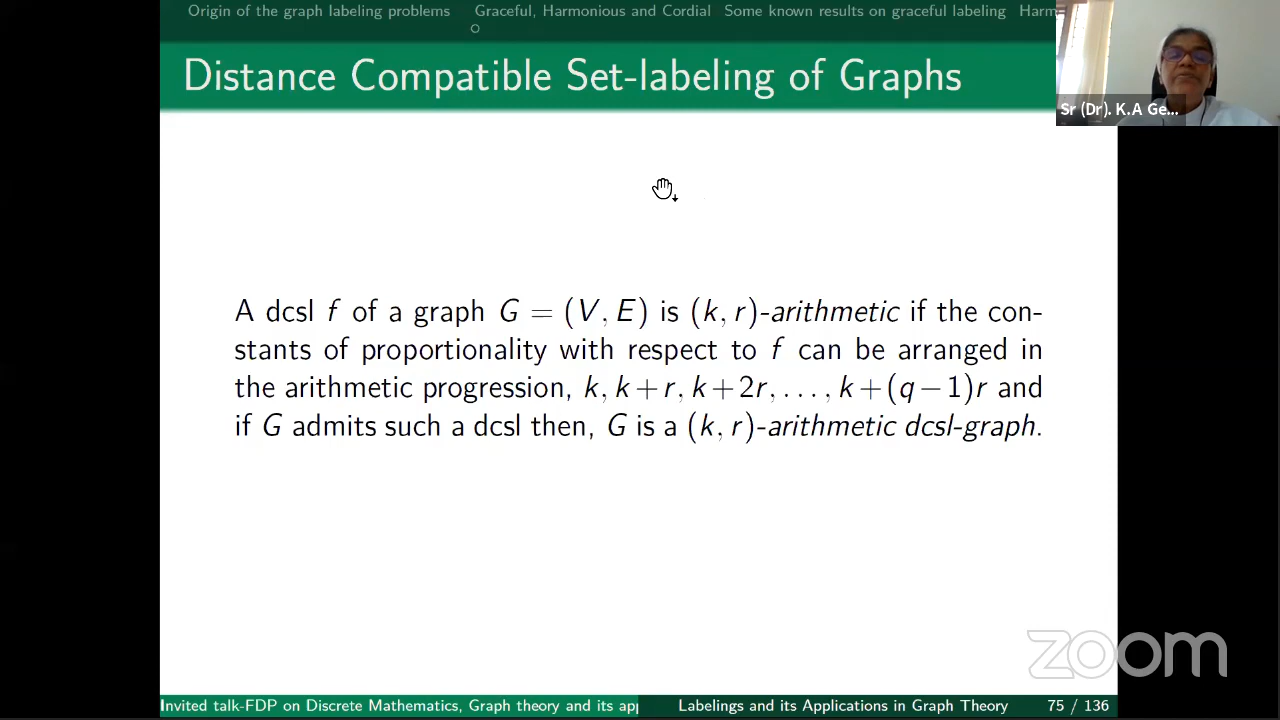 Origin of the graph labeling problems Graceful, Harmonious and Cordial Some known results on graceful labeling Harm
Distance Compatible Set-labeling of Graphs
Sr (Dr). K.A Ge...
A dcsl f of a graph G = (V, E) is (k, r)-arithmetic if the con-
stants of proportionality with respect to f can be arranged in
the arithmetic progression, k, k + r, k + 2r, . . . , k + (q − 1)r and
if G admits such a dcsl then, G is a (k, r)-arithmetic dcsl-graph.
zoom
Invited talk-FDP on Discrete Mathematics, Graph theory and its app Labelings and its Applications in Graph Theory 75 / 136